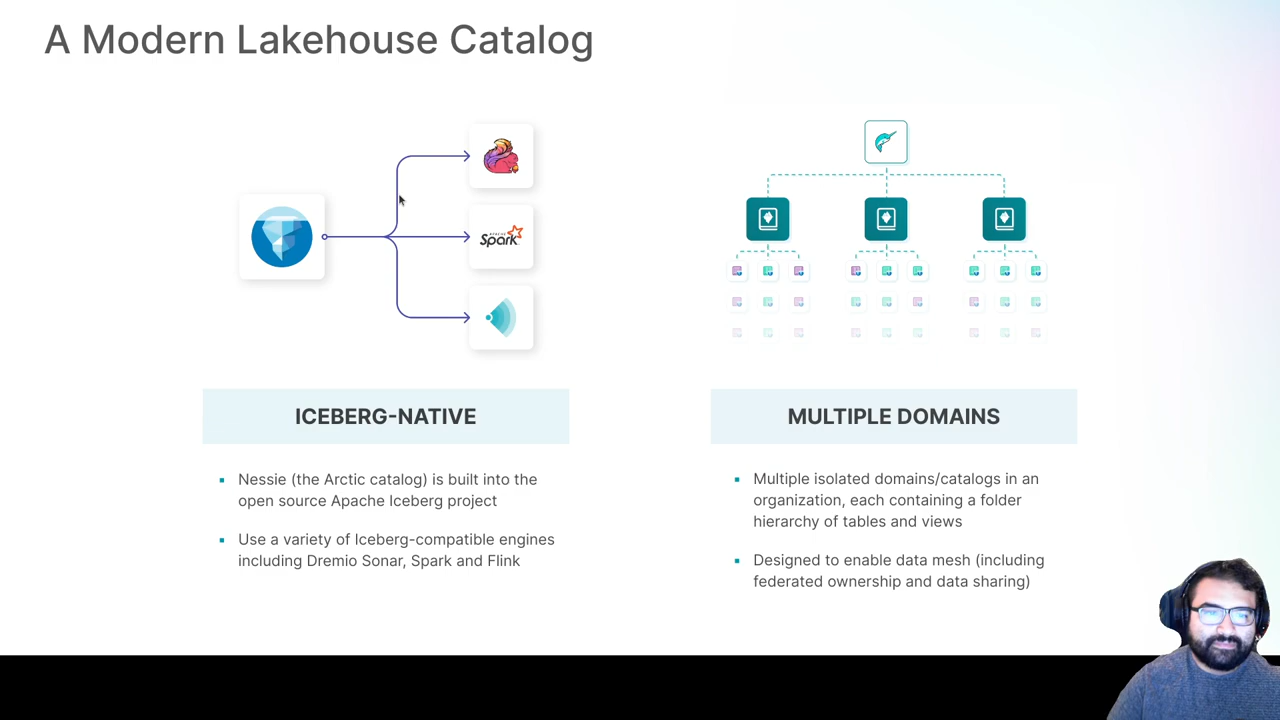 A Modern Lakehouse Catalog
APACHE
Spark
ICEBERG-NATIVE
Nessie (the Arctic catalog) is built into the
open source Apache Iceberg project
Use a variety of Iceberg-compatible engines
including Dremio Sonar, Spark and Flink
MULTIPLE DOMAINS
Multiple isolated domains/catalogs in an
organization, each containing a folder
hierarchy of tables and views
Designed to enable data mesh (including
federated ownership and data sharing)